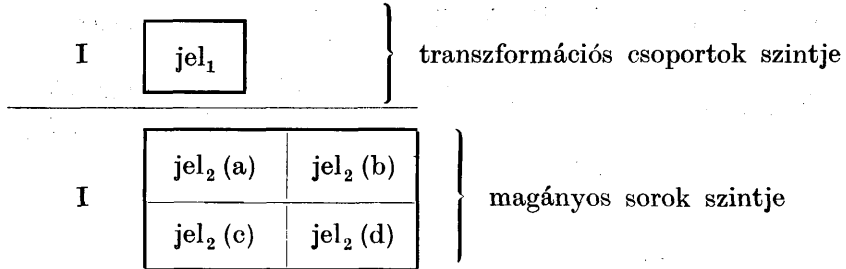 I jel₁ } transzformációs csoportok szintje
jel₂ (a) jel₂ (b)
I } magányos sorok szintje
jel₂ (c) jel₂ (d)